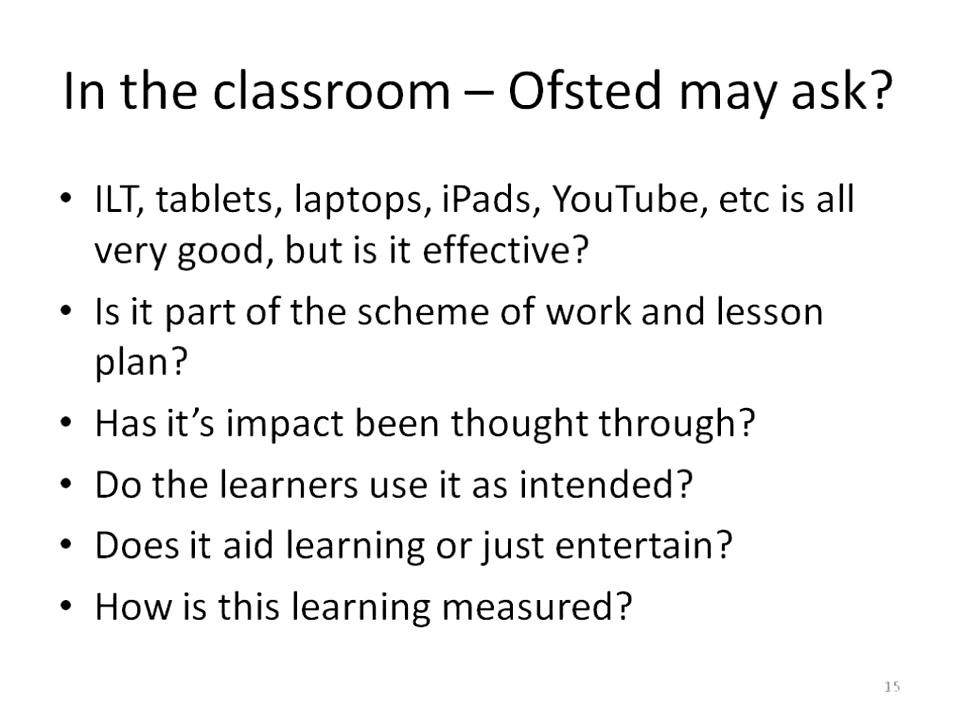 In the classroom – Ofsted may ask?
• ILT, tablets, laptops, iPads, YouTube, etc is all
very good, but is it effective?
• Is it part of the scheme of work and lesson
plan?
• Has it’s impact been thought through?
• Do the learners use it as intended?
• Does it aid learning or just entertain?
• How is this learning measured?
15